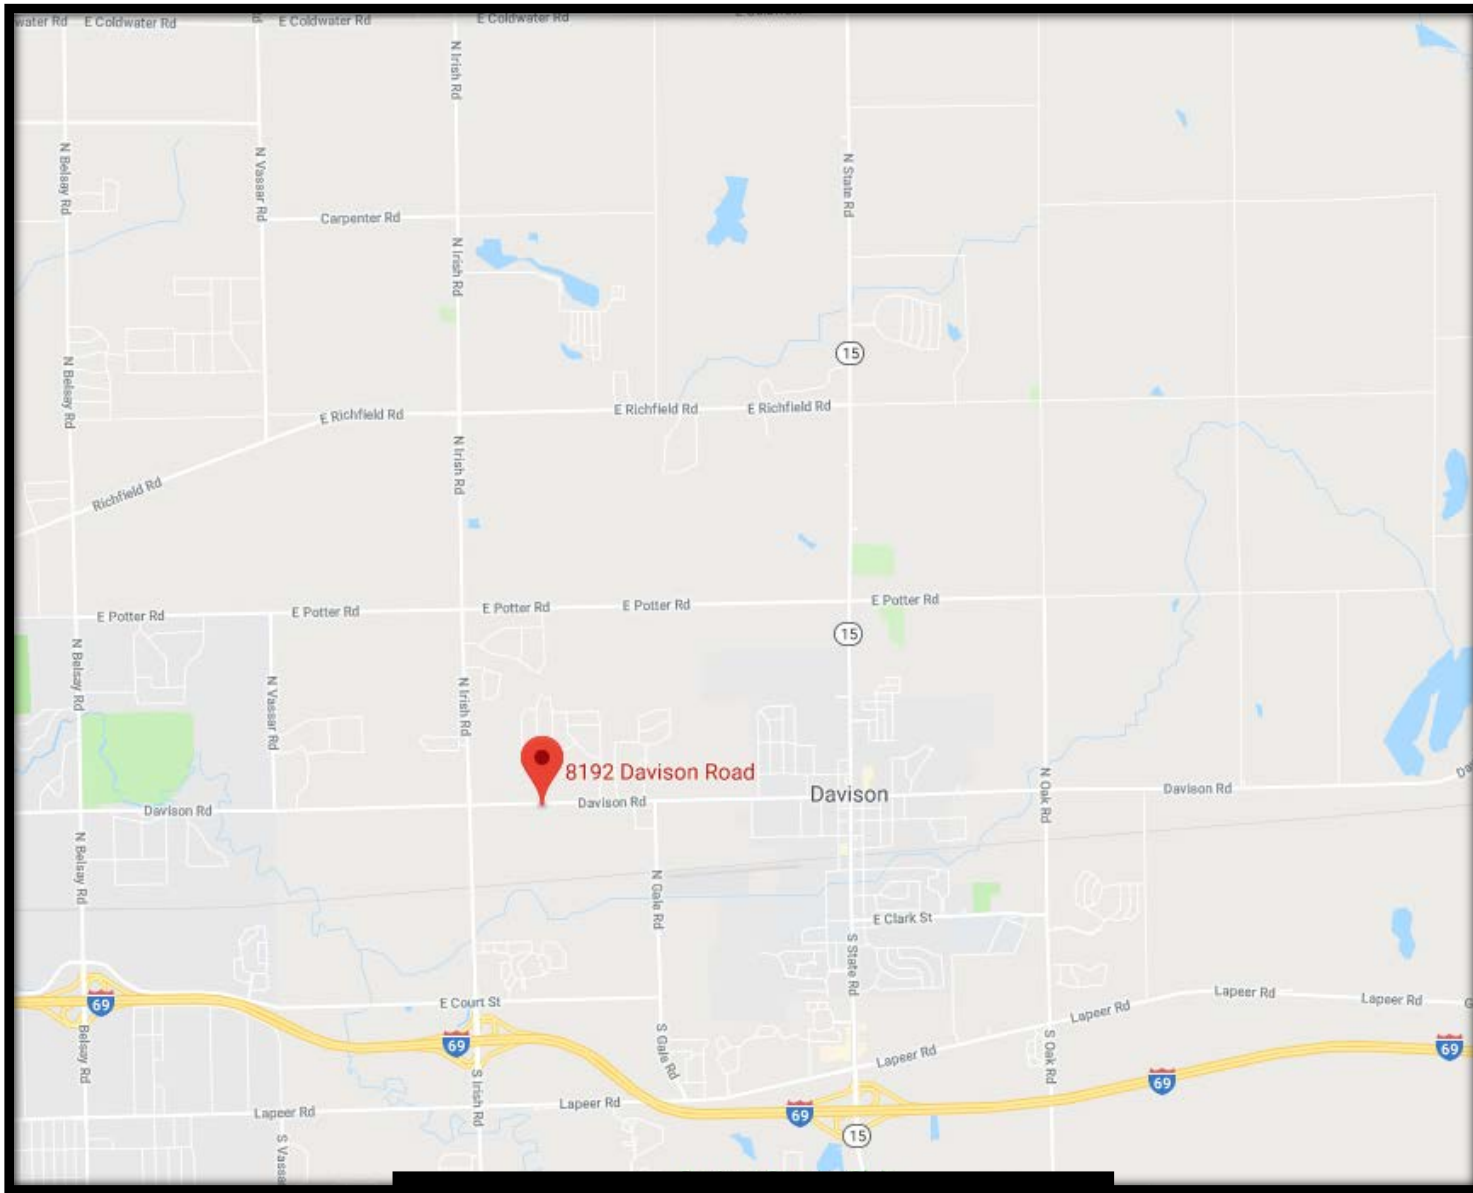 water Rd
E Coldwater Rd
E Coldwater Rd
E Coldwater Rd
N Irish Rd
N Belsay Rd
N Vassar Rd
N State Rd
Carpenter Rd
N Irish Rd
15
N Belsay Rd
E Richfield Rd
E Richfield Rd
E Richfield Rd
N Irish Rd
Richfield Rd
E Potter Rd
E Potter Rd
E Potter Rd
E Potter Rd
E Potter Rd
15
N Belsay Rd
N Vassar Rd
N Irish Rd
8192 Davison Road
Davison
Davison Rd
Davison Rd
Davison Rd
Da
N Oak Rd
N Belsay Rd
N Gale Rd
E Clark St
S State Rd
69
E Court St
Lapeer Rd
Lapeer Rd
G
Lapeer Rd
Belsay Rd
69
S Gale Rd
Lapeer Rd
S Oak Rd
69
69
S Irish Rd
Lapeer Rd
Lapeer Rd
69
15
S Vassa